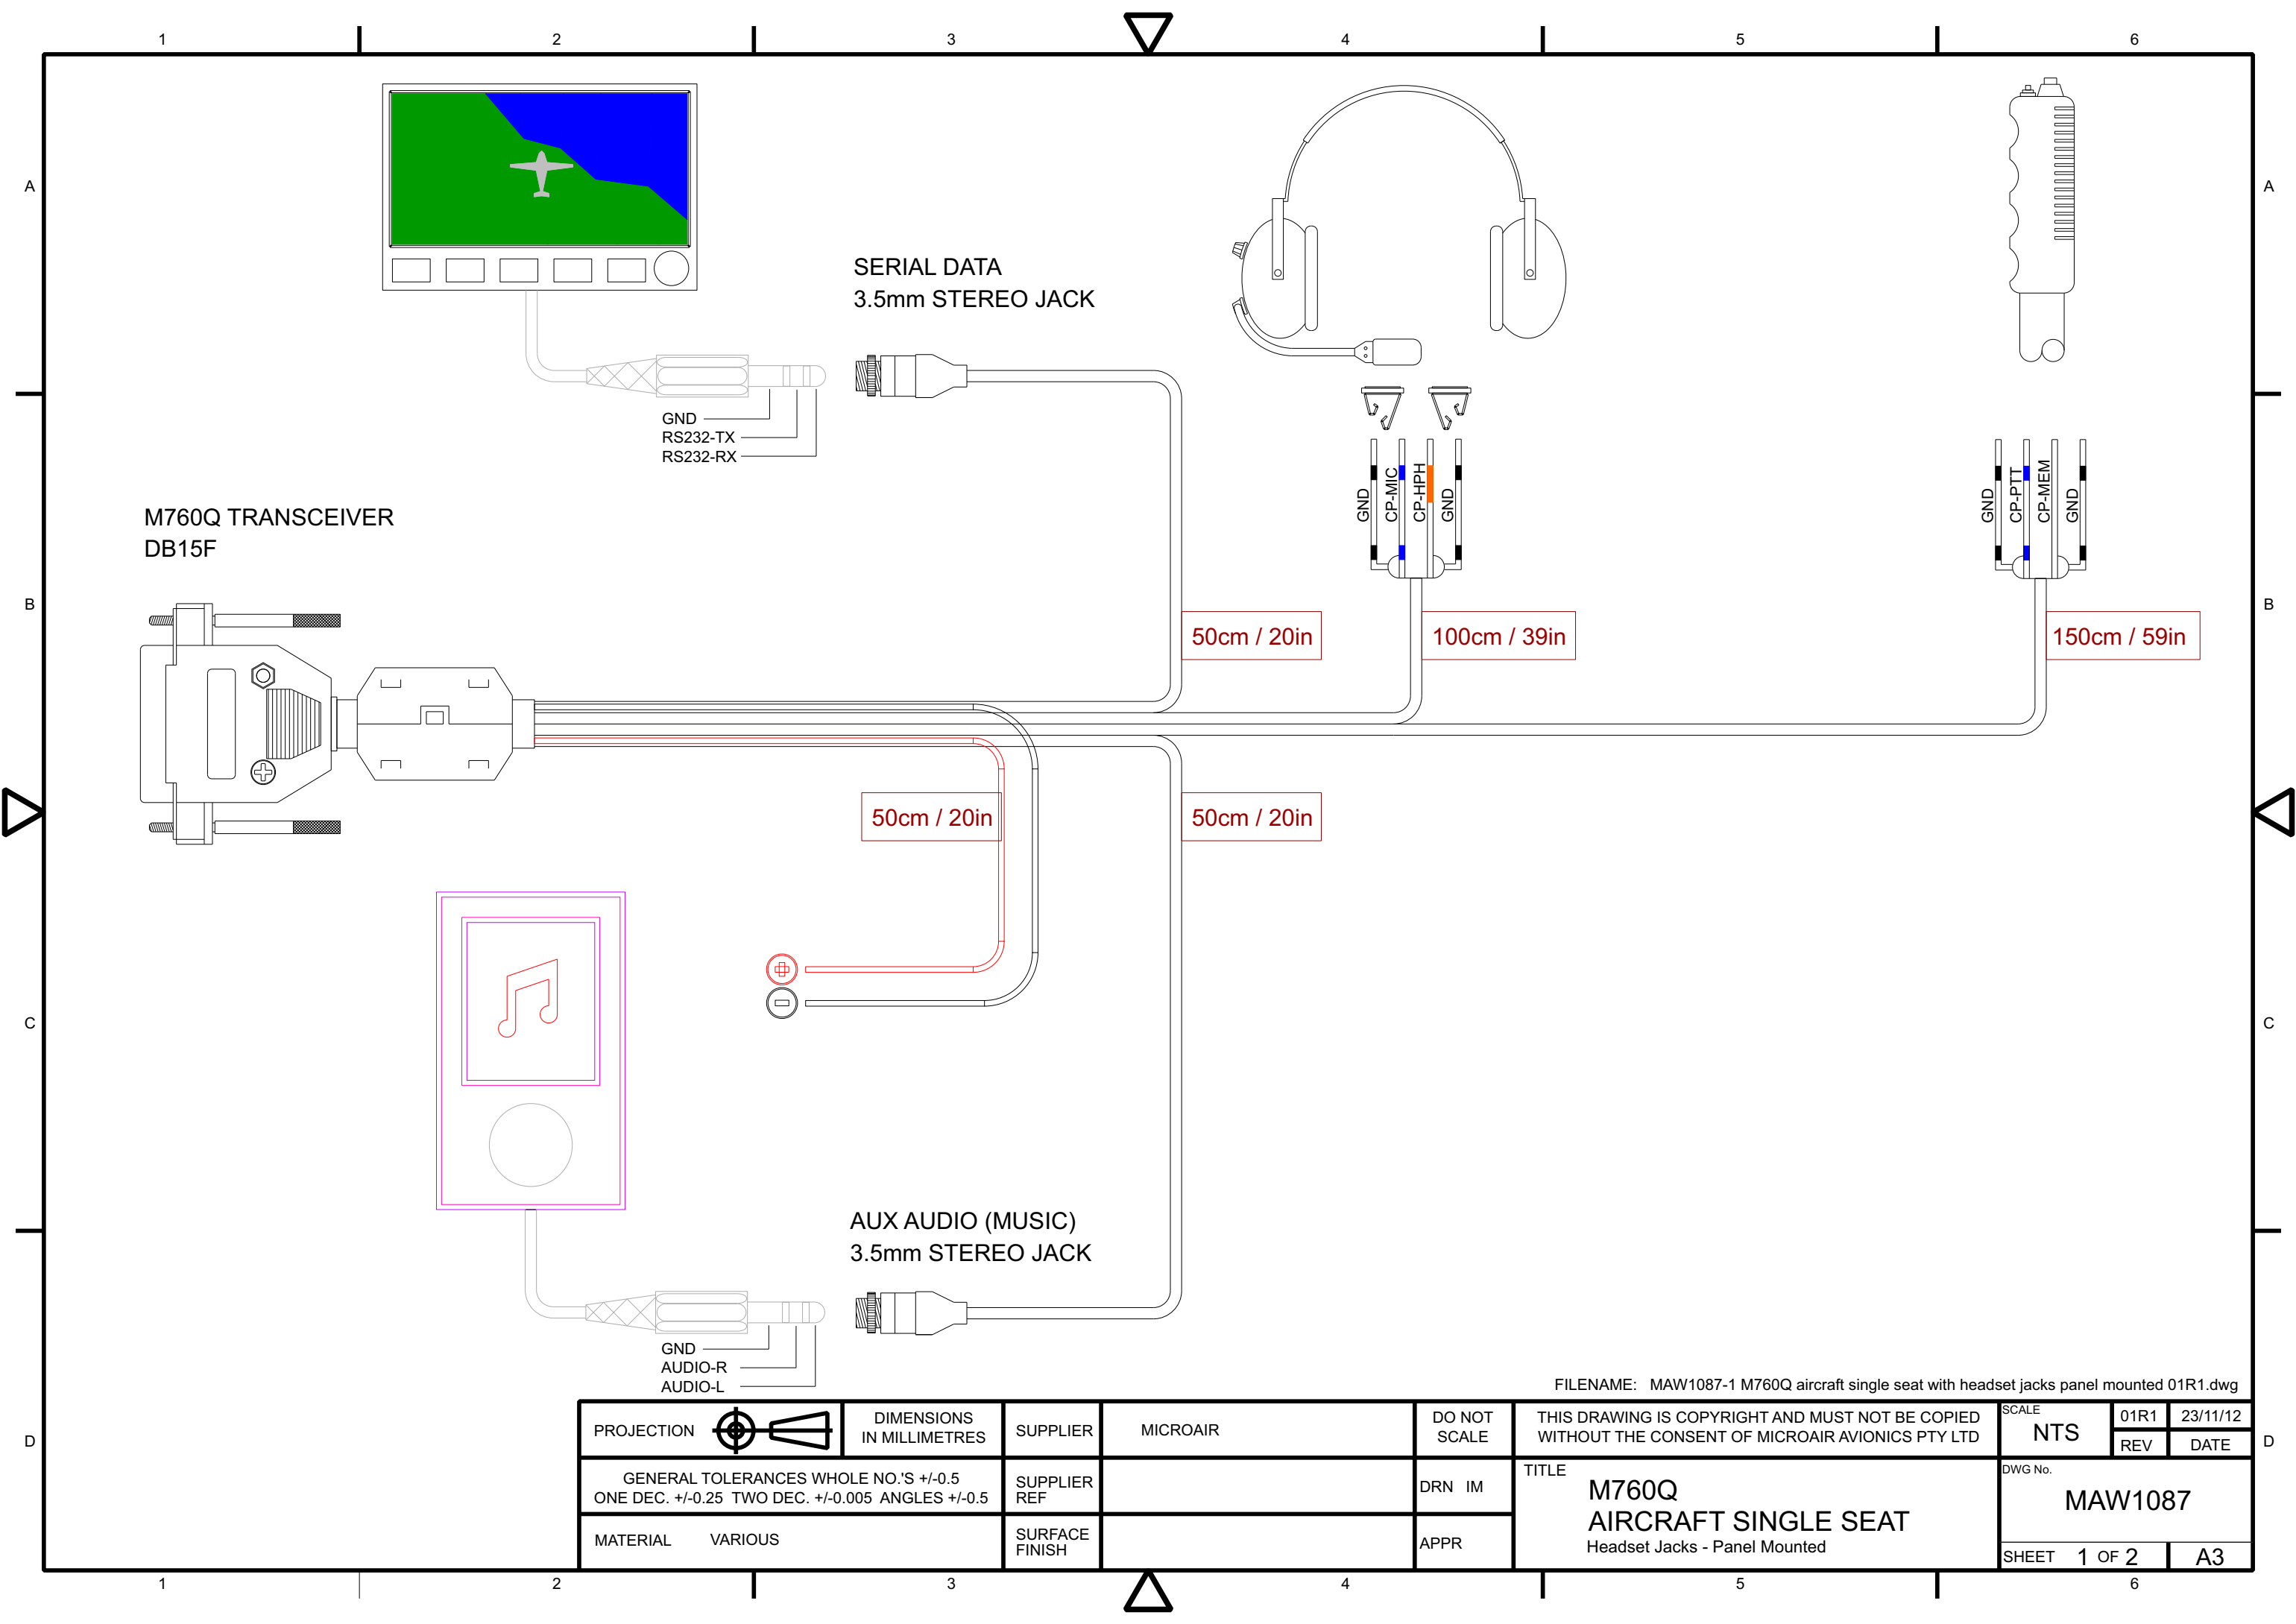 1 2 3 4 5 6
A A
SERIAL DATA
3.5mm STEREO JACK
GND
RS232-TX
RS232-RX
GND
CP-MIC
CP-HPH
GND
GND
CP-PTT
CP-MEM
GND
M760Q TRANSCEIVER
DB15F
B B
50cm / 20in
100cm / 39in
150cm / 59in
50cm / 20in
50cm / 20in
C C
AUX AUDIO (MUSIC)
3.5mm STEREO JACK
GND
AUDIO-R
AUDIO-L
FILENAME: MAW1087-1 M760Q aircraft single seat with headset jacks panel mounted 01R1.dwg
D D
PROJECTION
DIMENSIONS
IN MILLIMETRES
SUPPLIER
MICROAIR
DO NOT
SCALE
THIS DRAWING IS COPYRIGHT AND MUST NOT BE COPIED
WITHOUT THE CONSENT OF MICROAIR AVIONICS PTY LTD
SCALE
NTS
01R1
23/11/12
REV
DATE
GENERAL TOLERANCES WHOLE NO.'S +/-0.5
ONE DEC. +/-0.25 TWO DEC. +/-0.005 ANGLES +/-0.5
SUPPLIER
REF
DRN IM
TITLE
M760Q
AIRCRAFT SINGLE SEAT
Headset Jacks - Panel Mounted
DWG No.
MAW1087
MATERIAL VARIOUS
SURFACE
FINISH
APPR
SHEET 1 OF 2
A3
1 2 3 4 5 6